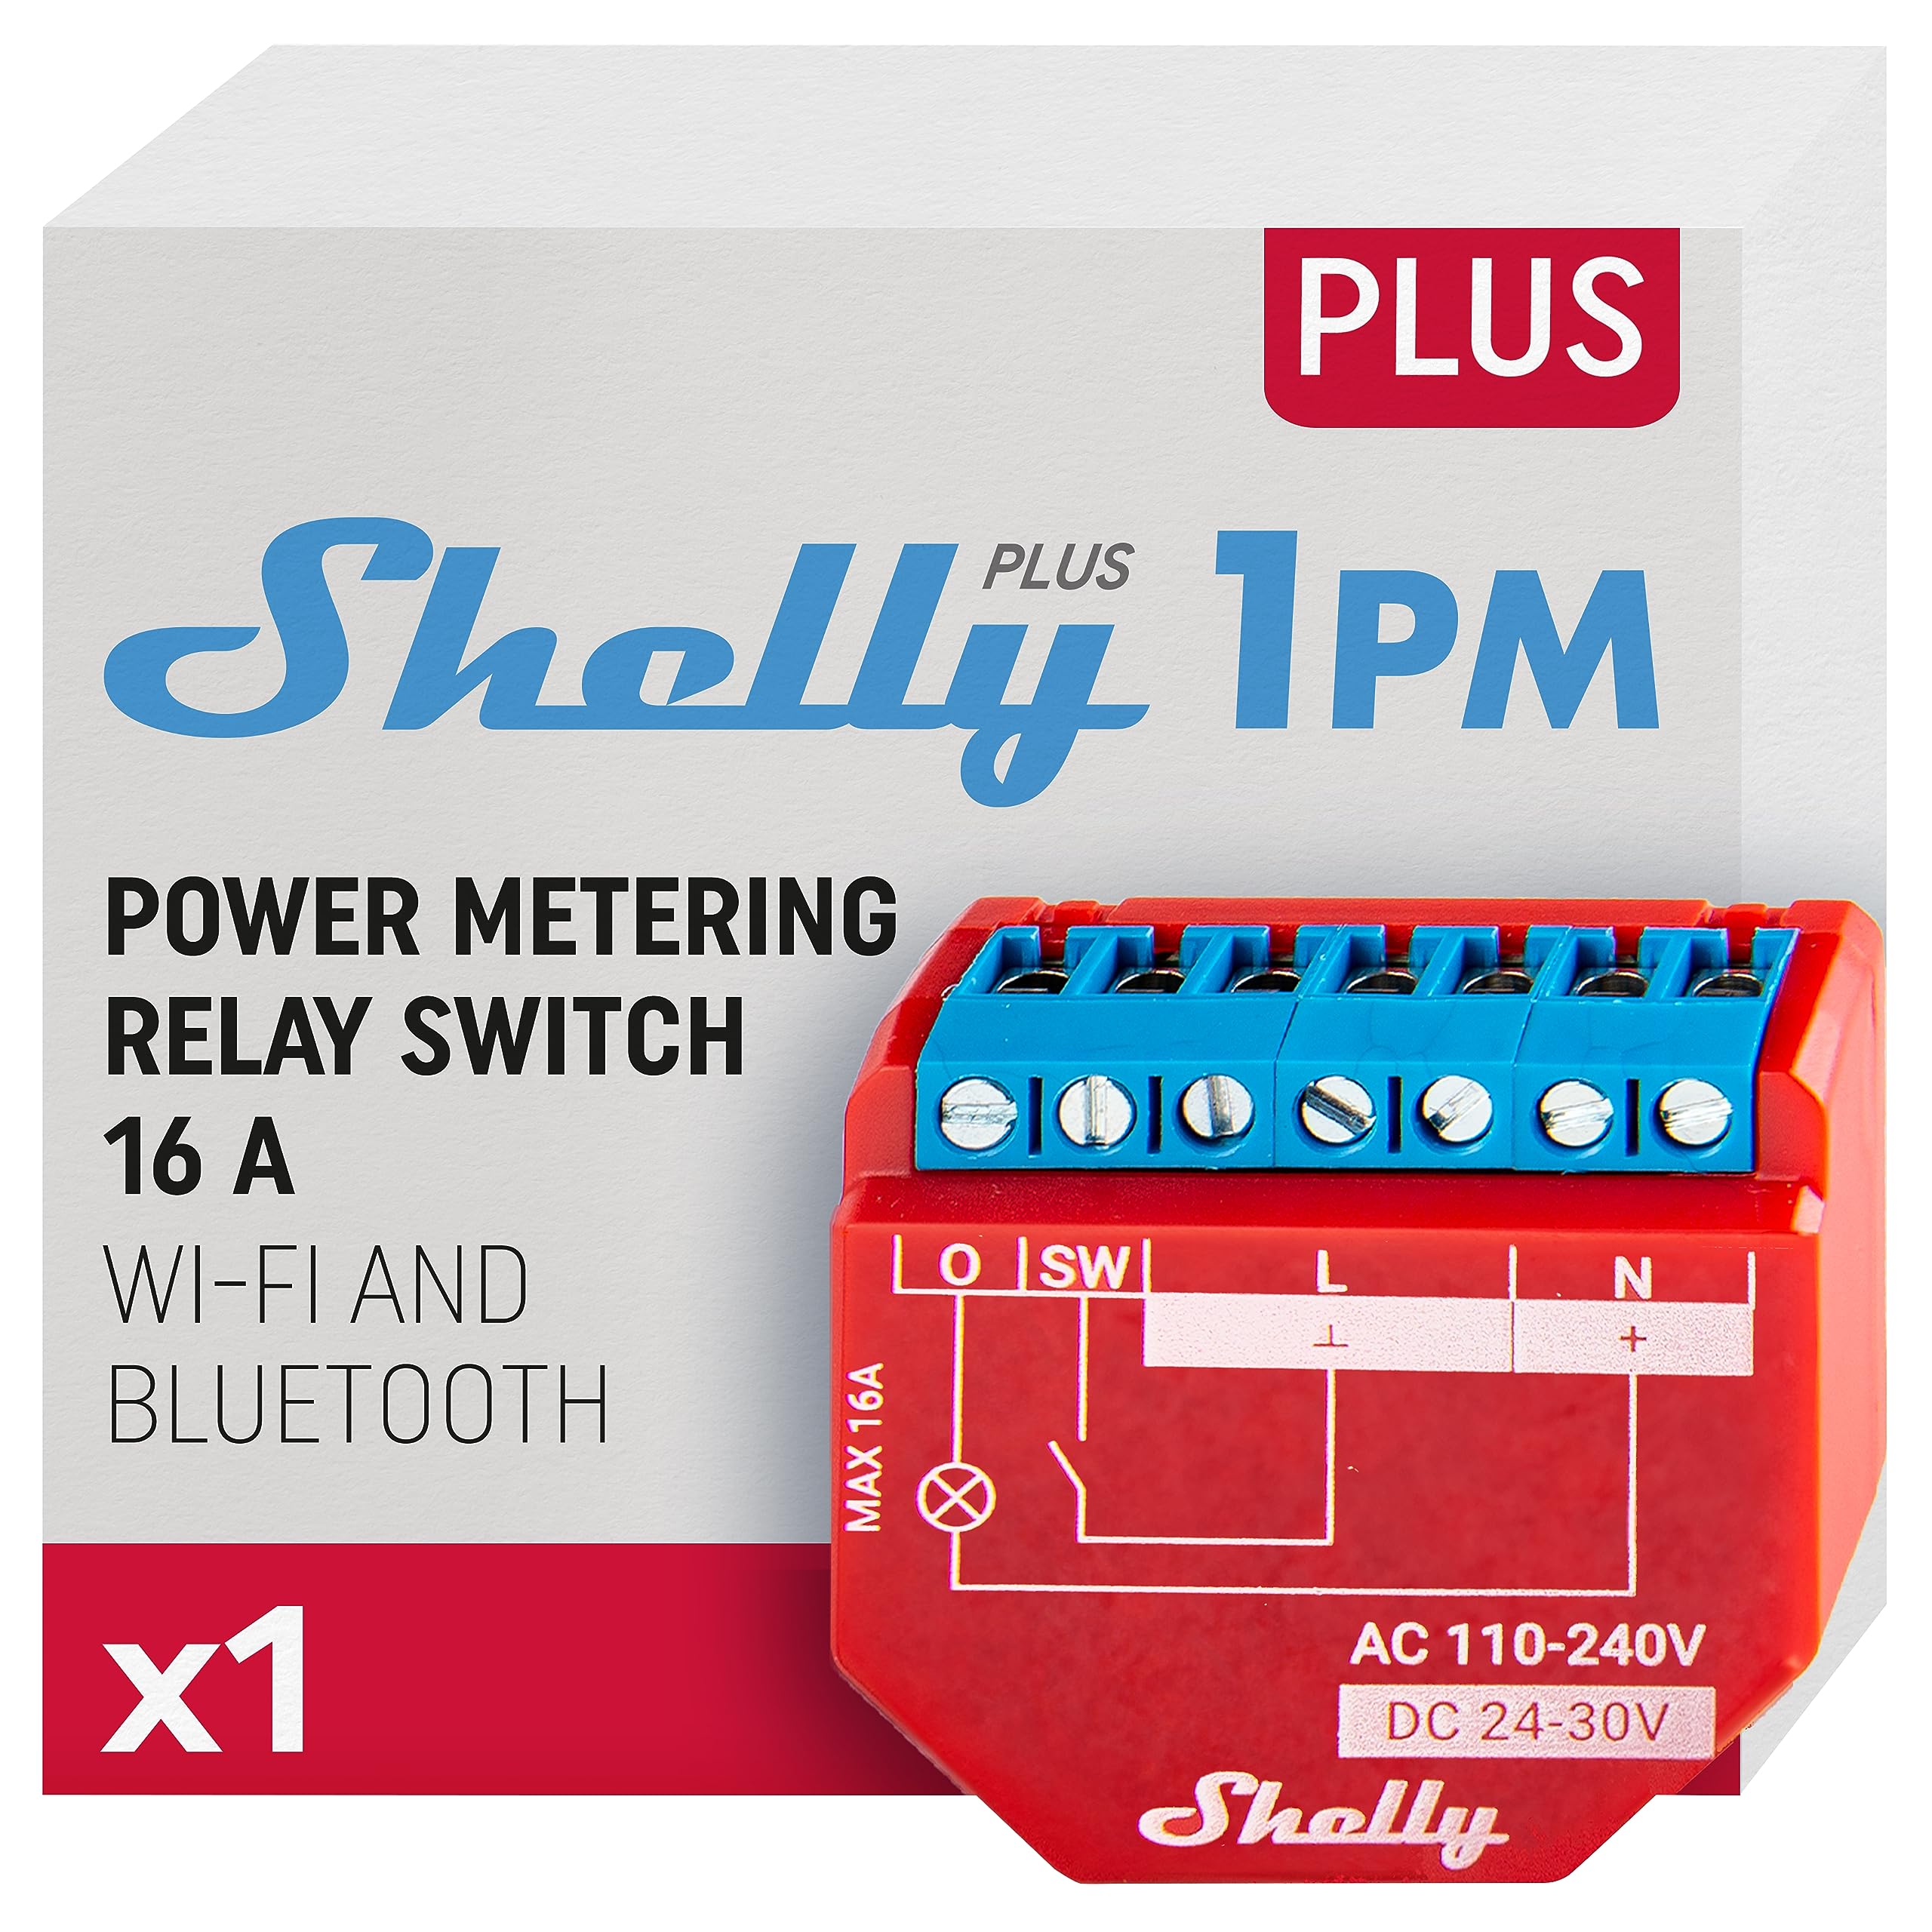 PLUS
Shelly PLUS 1PM
POWER METERING
RELAY SWITCH
16 A
WI-FI AND
BLUETOOTH
x1
O SW L N
⊥ +
MAX 16A
AC 110-240V
DC 24-30V
Shelly